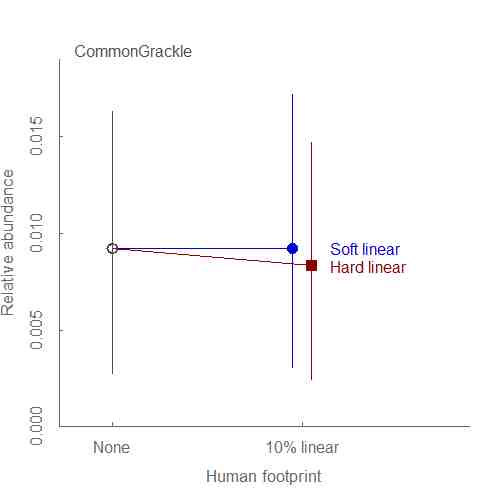 CommonGrackle
Relative abundance
0.015
0.010
0.005
0.000
Soft linear
Hard linear
None
10% linear
Human footprint